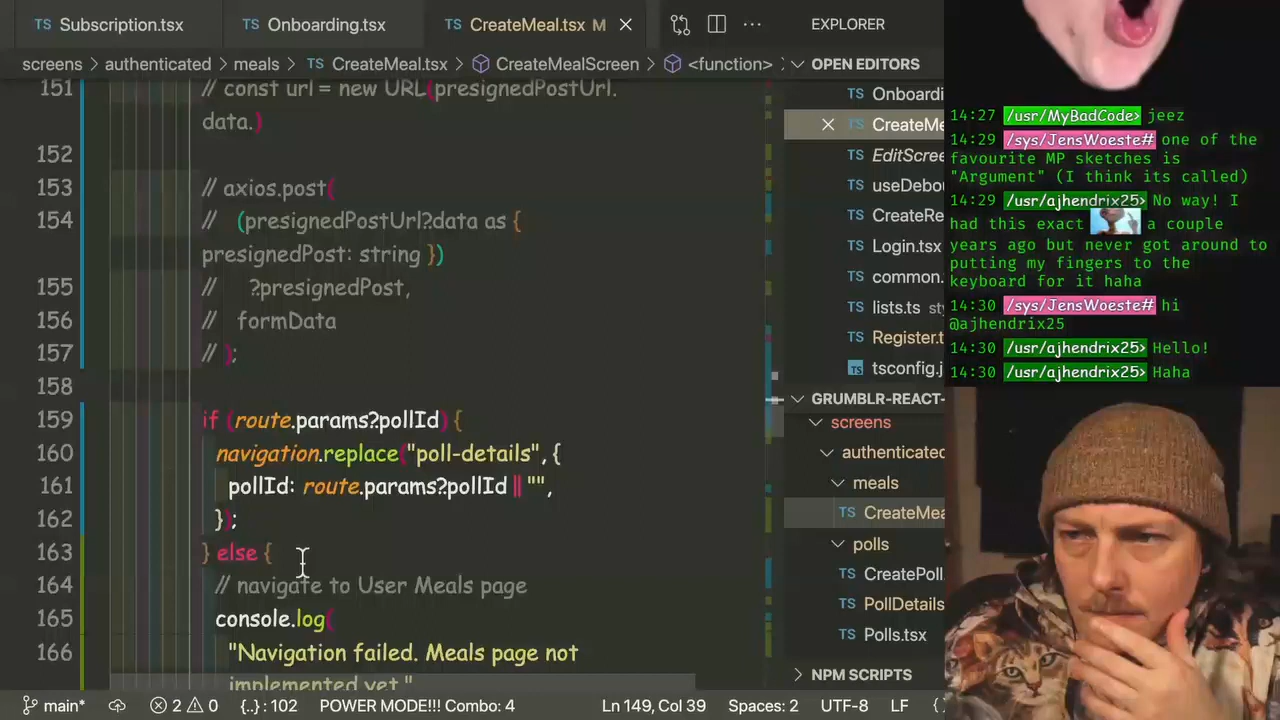 Subscription.tsx
Onboarding.tsx
CreateMeal.tsx M
EXPLORER
screens > authenticated > meals > CreateMeal.tsx > CreateMealScreen > <function> >
OPEN EDITORS
Onboardi
CreateMe
EditScree
useDebou
CreateRe
Login.tsx
common.
lists.ts sty
Register.t
tsconfig.j
GRUMBLR-REACT-
screens
authenticated
meals
CreateMea
polls
CreatePol
PollDetails
Polls.tsx
NPM SCRIPTS
151 // const url = new URL(presignedPostUrl.
data.)
152
153 // axios.post(
154 // (presignedPostUrl?.data as {
presignedPost: string })
155 // ?.presignedPost,
156 // formData
157 // );
158
159 if (route.params?.pollId) {
160 navigation.replace("poll-details", {
161 pollId: route.params?.pollId || "",
162 });
163 } else {
164 // navigate to User Meals page
165 console.log(
166 "Navigation failed. Meals page not
implemented yet."
main* 2 0 {..} : 102 POWER MODE!!! Combo: 4 Ln 149, Col 39 Spaces: 2 UTF-8 LF {
14:27 /usr/MyBadCode> jeez
14:29 /sys/JensWoeste# one of the
favourite MP sketches is
"Argument" (I think its called)
14:29 /usr/ajhendrix25> No way! I
had this exact a couple
years ago but never got around to
putting my fingers to the
keyboard for it haha
14:30 /sys/JensWoeste# hi
@ajhendrix25
14:30 /usr/ajhendrix25> Hello!
14:30 /usr/ajhendrix25> Haha